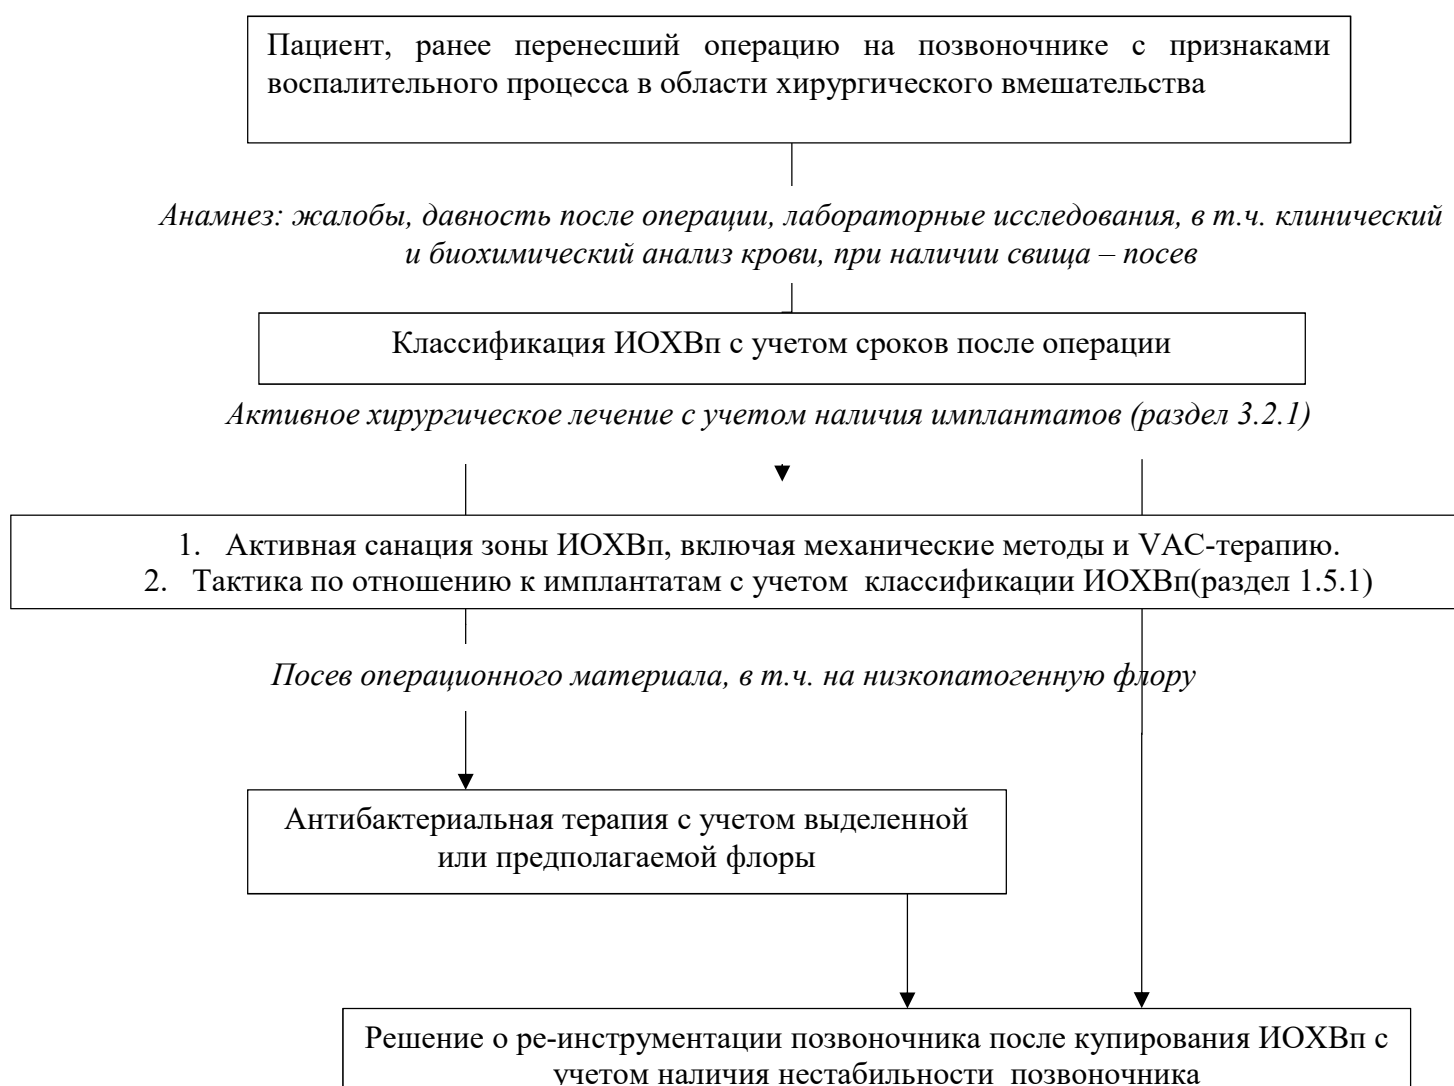 Пациент, ранее перенесший операцию на позвоночнике с признаками
воспалительного процесса в области хирургического вмешательства
Анамнез: жалобы, давность после операции, лабораторные исследования, в т.ч. клинический
и биохимический анализ крови, при наличии свища – посев
Классификация ИОХВп с учетом сроков после операции
Активное хирургическое лечение с учетом наличия имплантатов (раздел 3.2.1)
1. Активная санация зоны ИОХВп, включая механические методы и VAC-терапию.
2. Тактика по отношению к имплантатам с учетом классификации ИОХВп(раздел 1.5.1)
Посев операционного материала, в т.ч. на низкопатогенную флору
Антибактериальная терапия с учетом выделенной
или предполагаемой флоры
Решение о ре-инструментации позвоночника после купирования ИОХВп с
учетом наличия нестабильности позвоночника